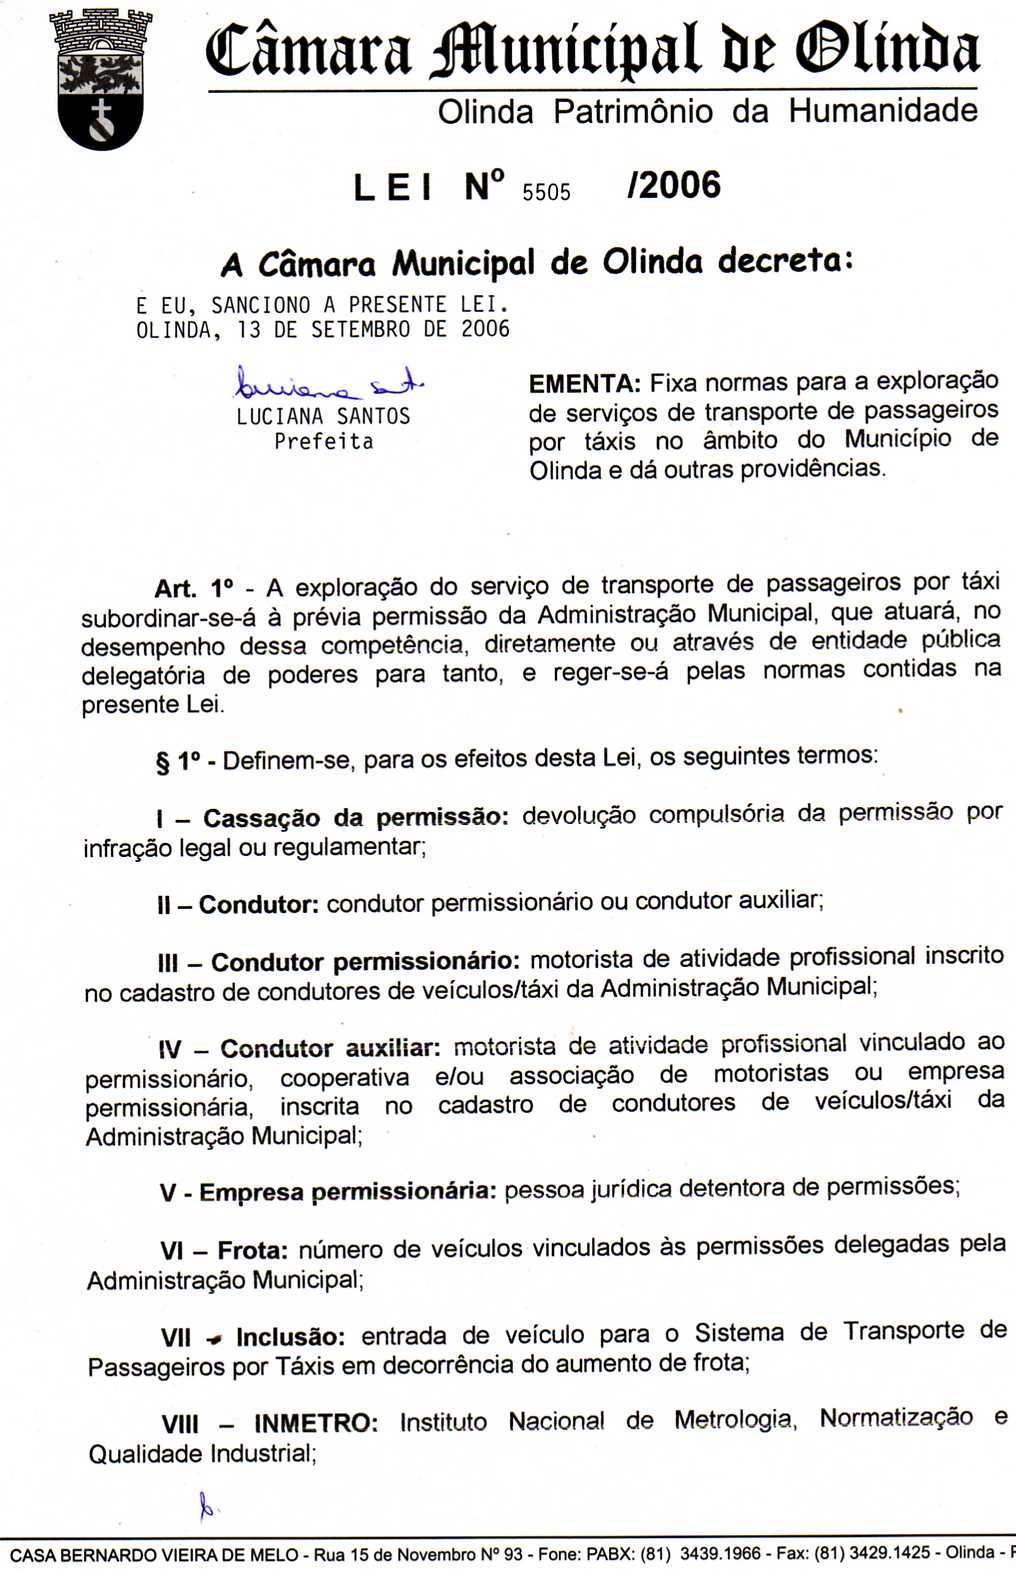 Câmara Municipal de Olinda
Olinda Patrimônio da Humanidade
LEI Nº 5505 /2006
A Câmara Municipal de Olinda decreta:
E EU, SANCIONO A PRESENTE LEI.
OLINDA, 13 DE SETEMBRO DE 2006
LUCIANA SANTOS
Prefeita
EMENTA: Fixa normas para a exploração
de serviços de transporte de passageiros
por táxis no âmbito do Município de
Olinda e dá outras providências.
Art. 1º - A exploração do serviço de transporte de passageiros por táxi
subordinar-se-á à prévia permissão da Administração Municipal, que atuará, no
desempenho dessa competência, diretamente ou através de entidade pública
delegatória de poderes para tanto, e reger-se-á pelas normas contidas na
presente Lei.
§ 1º - Definem-se, para os efeitos desta Lei, os seguintes termos:
I – Cassação da permissão: devolução compulsória da permissão por
infração legal ou regulamentar;
II – Condutor: condutor permissionário ou condutor auxiliar;
III – Condutor permissionário: motorista de atividade profissional inscrito
no cadastro de condutores de veículos/táxi da Administração Municipal;
IV – Condutor auxiliar: motorista de atividade profissional vinculado ao
permissionário, cooperativa e/ou associação de motoristas ou empresa
permissionária, inscrita no cadastro de condutores de veículos/táxi da
Administração Municipal;
V - Empresa permissionária: pessoa jurídica detentora de permissões;
VI – Frota: número de veículos vinculados às permissões delegadas pela
Administração Municipal;
VII – Inclusão: entrada de veículo para o Sistema de Transporte de
Passageiros por Táxis em decorrência do aumento de frota;
VIII – INMETRO: Instituto Nacional de Metrologia, Normatização e
Qualidade Industrial;
CASA BERNARDO VIEIRA DE MELO - Rua 15 de Novembro Nº 93 - Fone: PABX: (81) 3439.1966 - Fax: (81) 3429.1425 - Olinda -